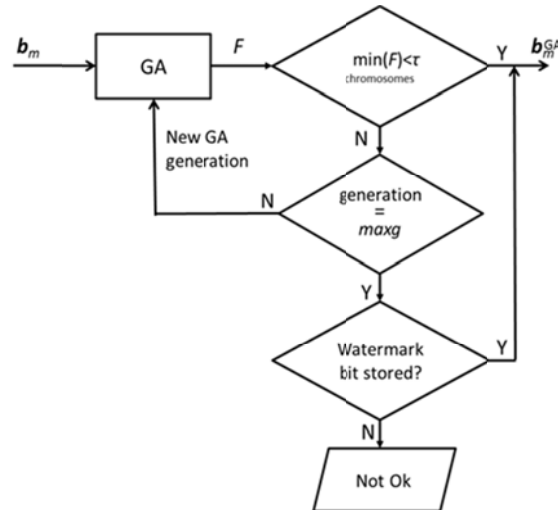 b_m
GA
F
min(F)<τ
chromosomes
Y
b_m^GA
N
New GA
generation
N
generation
=
maxg
Y
Watermark
bit stored?
Y
N
Not Ok